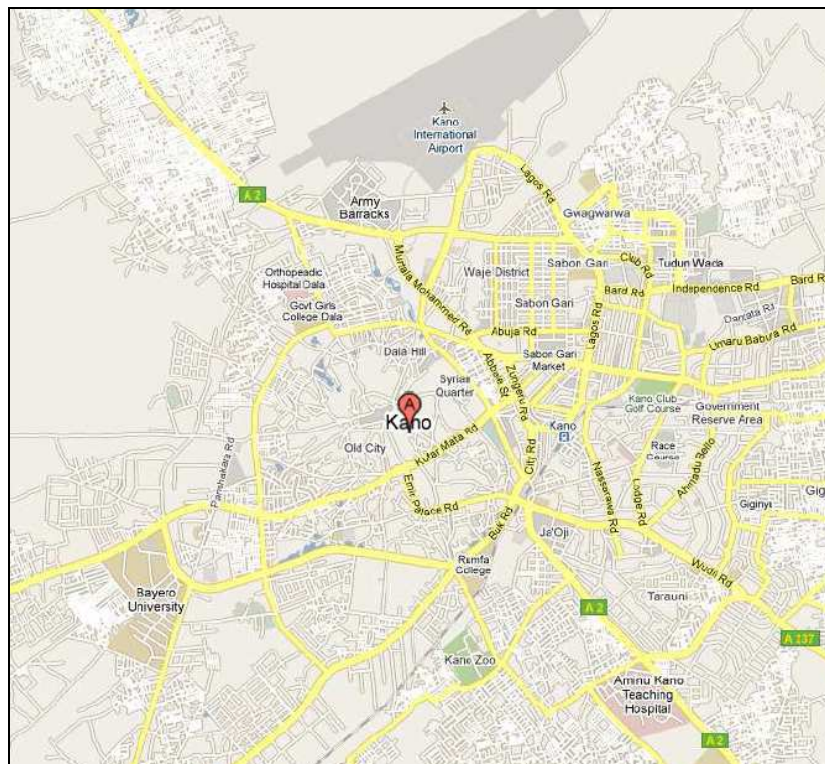 Kano
International
Airport
A 2
Army
Barracks
Lagos Rd
Gwagwarwa
Orthopeadic
Hospital Dala
Murtala Mohammed Rd
Waje District
Sabon Gari
Club Rd
Tudun Wada
Govt Girls
College Dala
Sabon Gari
Bard Rd
Independence Rd
Bard R
Dantata Rd
Lagos Rd
Abuja Rd
Umaru Babura Rd
Dala Hill
Sabon Gari
Market
Abbele St
Zungeru Rd
Syrian
Quarter
Kano Club
Golf Course
A
Kano
Government
Reserve Area
Kano
Old City
Kofar Mata Rd
City Rd
Race
Course
Ahmadu Bello
Panshakara Rd
Nassarawa Rd
Lodge Rd
Emir Palace Rd
Gig
Giginyi
Buk Rd
Ja'Oji
Rumfa
College
Wudil Rd
Bayero
University
Tarauni
A 2
A 237
Kano Zoo
Aminu Kano
Teaching
Hospital
A 2